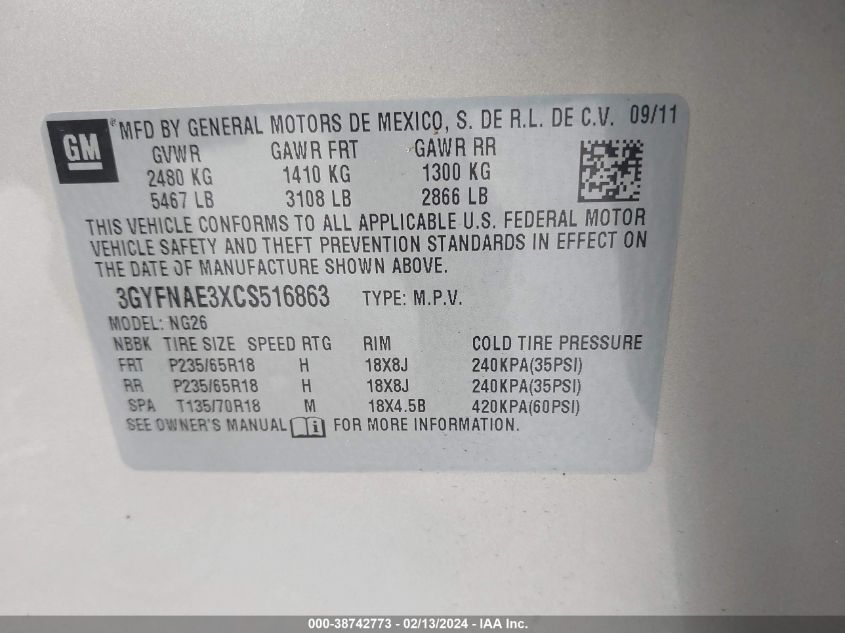 GM ® MFD BY GENERAL MOTORS DE MEXICO, S. DE R.L. DE C.V. 09/11
GVWR GAWR FRT GAWR RR
2480 KG 1410 KG 1300 KG
5467 LB 3108 LB 2866 LB
THIS VEHICLE CONFORMS TO ALL APPLICABLE U.S. FEDERAL MOTOR
VEHICLE SAFETY AND THEFT PREVENTION STANDARDS IN EFFECT ON
THE DATE OF MANUFACTURE SHOWN ABOVE.
3GYFNAE3XCS516863 TYPE: M.P.V.
MODEL: NG26
NBBK TIRE SIZE SPEED RTG RIM COLD TIRE PRESSURE
FRT P235/65R18 H 18X8J 240KPA(35PSI)
RR P235/65R18 H 18X8J 240KPA(35PSI)
SPA T135/70R18 M 18X4.5B 420KPA(60PSI)
SEE OWNER'S MANUAL i FOR MORE INFORMATION.
000-38742773 - 02/13/2024 - IAA Inc.